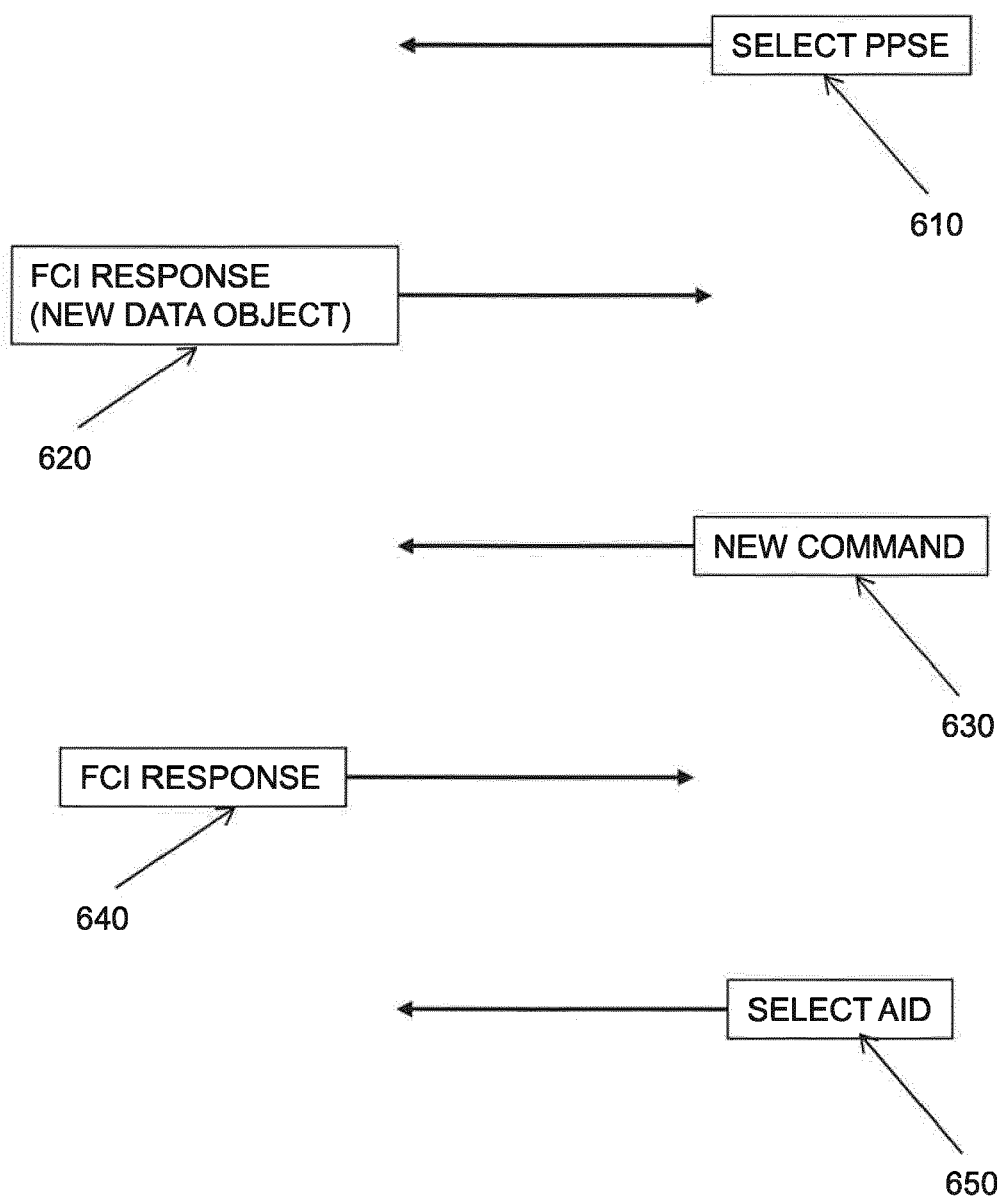 SELECT PPSE
610
FCI RESPONSE
(NEW DATA OBJECT)
620
NEW COMMAND
630
FCI RESPONSE
640
SELECT AID
650